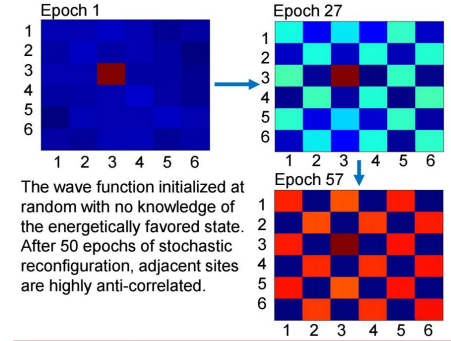 Epoch 1
1
2
3
4
5
6
1 2 3 4 5 6
Epoch 27
1
2
3
4
5
6
1 2 3 4 5 6
The wave function initialized at
random with no knowledge of
the energetically favored state.
After 50 epochs of stochastic
reconfiguration, adjacent sites
are highly anti-correlated.
Epoch 57
1
2
3
4
5
6
1 2 3 4 5 6